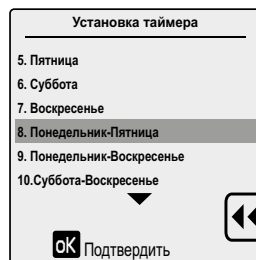 Установка таймера
5. Пятница
6. Суббота
7. Воскресенье
8. Понедельник-Пятница
9. Понедельник-Воскресенье
10.Суббота-Воскресенье
oK Подтвердить